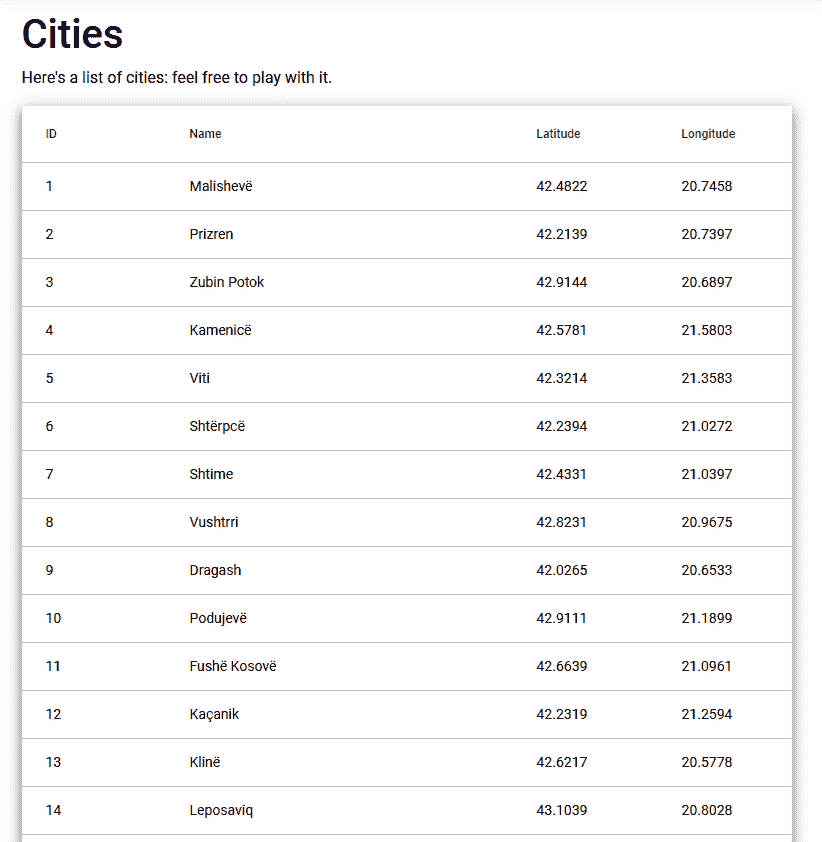 Cities
Here's a list of cities: feel free to play with it.
ID Name Latitude Longitude
1 Malishevë 42.4822 20.7458
2 Prizren 42.2139 20.7397
3 Zubin Potok 42.9144 20.6897
4 Kamenicë 42.5781 21.5803
5 Viti 42.3214 21.3583
6 Shtërpcë 42.2394 21.0272
7 Shtime 42.4331 21.0397
8 Vushtrri 42.8231 20.9675
9 Dragash 42.0265 20.6533
10 Podujevë 42.9111 21.1899
11 Fushë Kosovë 42.6639 21.0961
12 Kaçanik 42.2319 21.2594
13 Klinë 42.6217 20.5778
14 Leposaviq 43.1039 20.8028